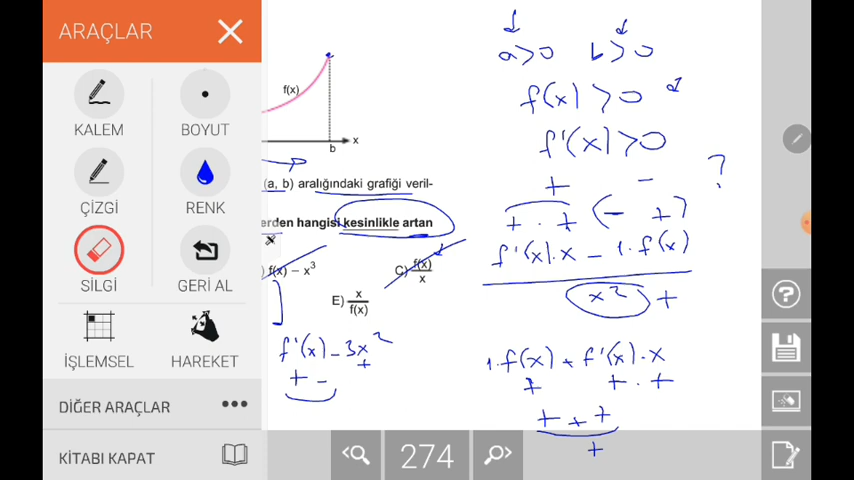 ARAÇLAR
KALEM
BOYUT
ÇİZGİ
RENK
SİLGİ
GERİ AL
İŞLEMSEL
HAREKET
DİĞER ARAÇLAR
KİTABI KAPAT
f(x)
b
x
(a, b) aralığındaki grafiği veril-
erden hangisi kesinlikle artan
) f(x) – x³
C) f(x)/x
E) x/f(x)
f'(x) - 3x²
+ - +
a>0 b>0
f(x) >0
f'(x) >0
+ - ?
+ . + (- +)
f'(x).x - 1.f(x)
x² +
1.f(x) + f'(x).x
+ + . +
+ + +
+
274